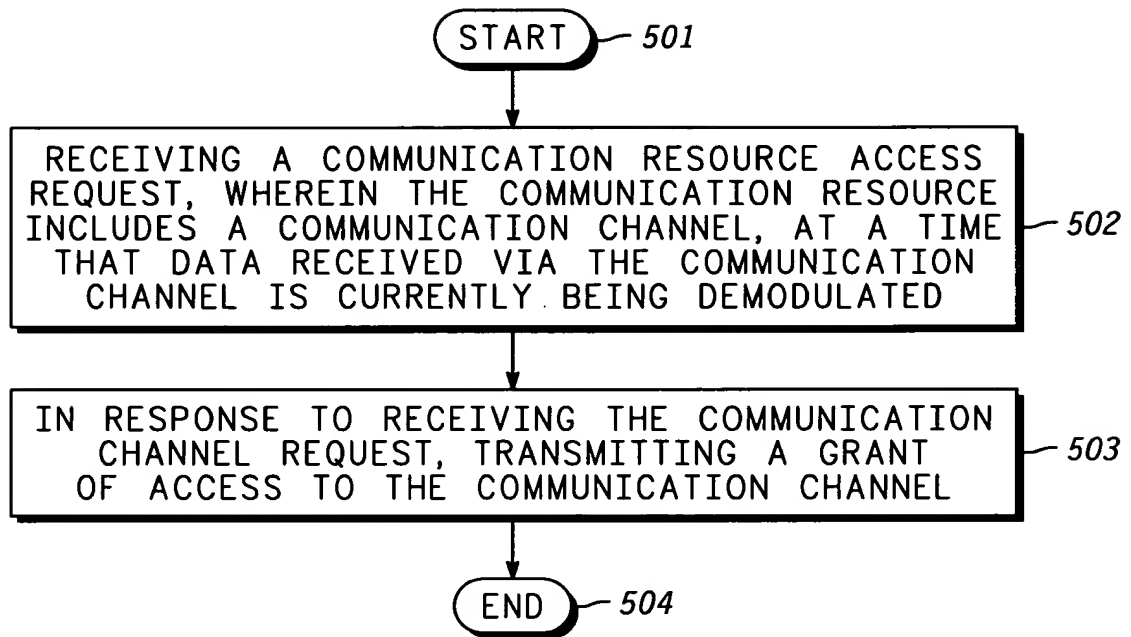 START 501
RECEIVING A COMMUNICATION RESOURCE ACCESS
REQUEST, WHEREIN THE COMMUNICATION RESOURCE
INCLUDES A COMMUNICATION CHANNEL, AT A TIME
THAT DATA RECEIVED VIA THE COMMUNICATION
CHANNEL IS CURRENTLY BEING DEMODULATED
502
IN RESPONSE TO RECEIVING THE COMMUNICATION
CHANNEL REQUEST, TRANSMITTING A GRANT
OF ACCESS TO THE COMMUNICATION CHANNEL
503
END 504